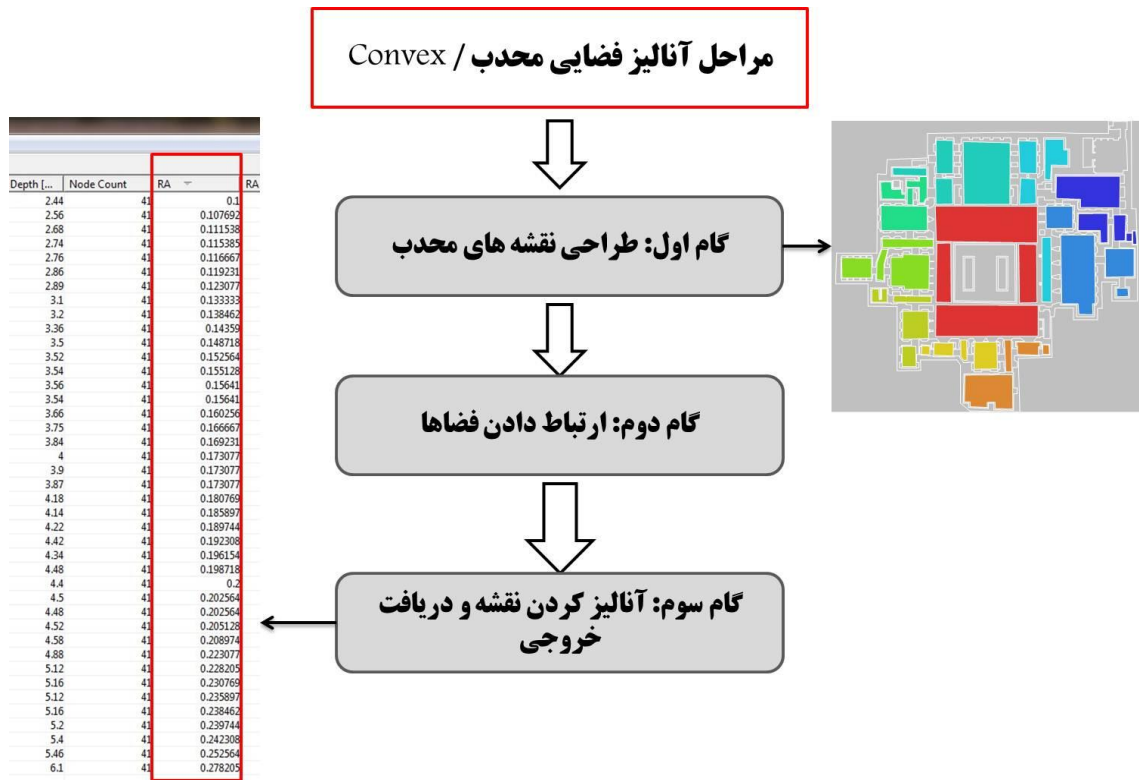 مراحل آنالیز فضایی محدب / Convex
گام اول: طراحی نقشه های محدب
گام دوم: ارتباط دادن فضاها
گام سوم: آنالیز کردن نقشه و دریافت
خروجی
Depth [... Node Count RA RA
2.44 41 0.1
2.56 41 0.107692
2.68 41 0.111538
2.74 41 0.115385
2.76 41 0.116667
2.86 41 0.119231
2.89 41 0.123077
3.1 41 0.133333
3.2 41 0.138462
3.36 41 0.14359
3.5 41 0.148718
3.52 41 0.152564
3.54 41 0.155128
3.56 41 0.15641
3.54 41 0.15641
3.66 41 0.160256
3.75 41 0.166667
3.84 41 0.169231
4 41 0.173077
3.9 41 0.173077
3.87 41 0.173077
4.18 41 0.180769
4.14 41 0.185897
4.22 41 0.189744
4.42 41 0.192308
4.34 41 0.196154
4.48 41 0.198718
4.4 41 0.2
4.5 41 0.202564
4.48 41 0.202564
4.52 41 0.205128
4.58 41 0.208974
4.88 41 0.223077
5.12 41 0.228205
5.16 41 0.230769
5.12 41 0.235897
5.16 41 0.238462
5.2 41 0.239744
5.4 41 0.242308
5.46 41 0.252564
6.1 41 0.278205